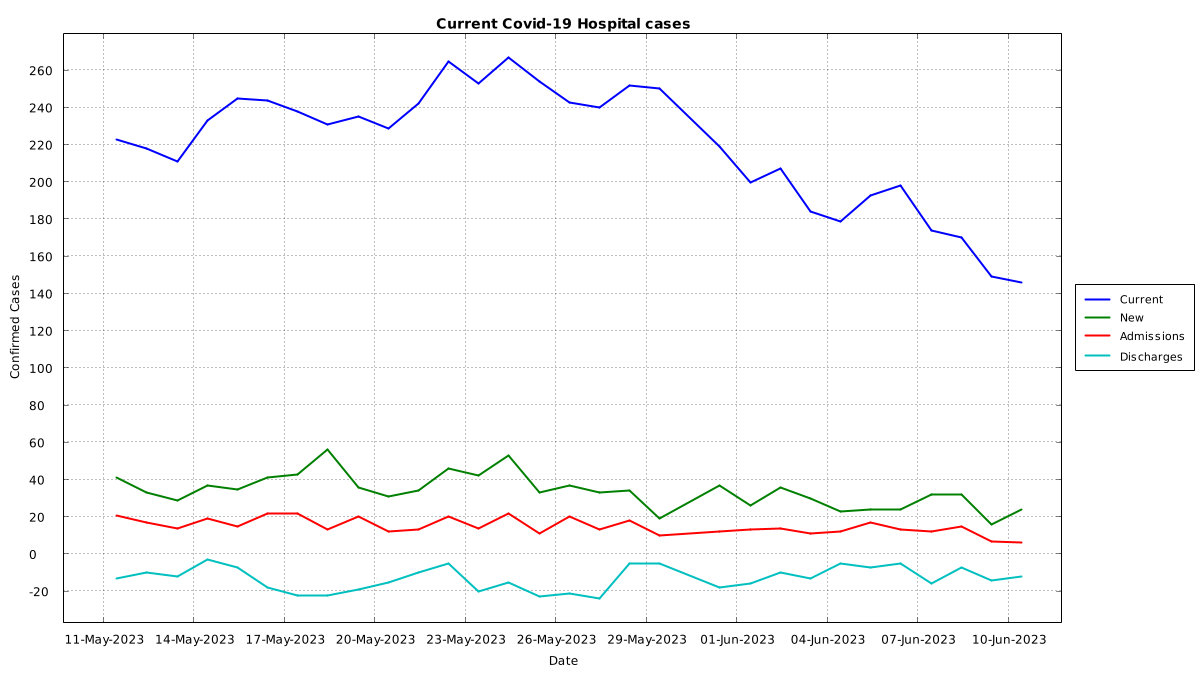 Current Covid-19 Hospital cases
Confirmed Cases
260
240
220
200
180
160
140
120
100
80
60
40
20
0
-20
11-May-2023 14-May-2023 17-May-2023 20-May-2023 23-May-2023 26-May-2023 29-May-2023 01-Jun-2023 04-Jun-2023 07-Jun-2023 10-Jun-2023
Date
Current
New
Admissions
Discharges